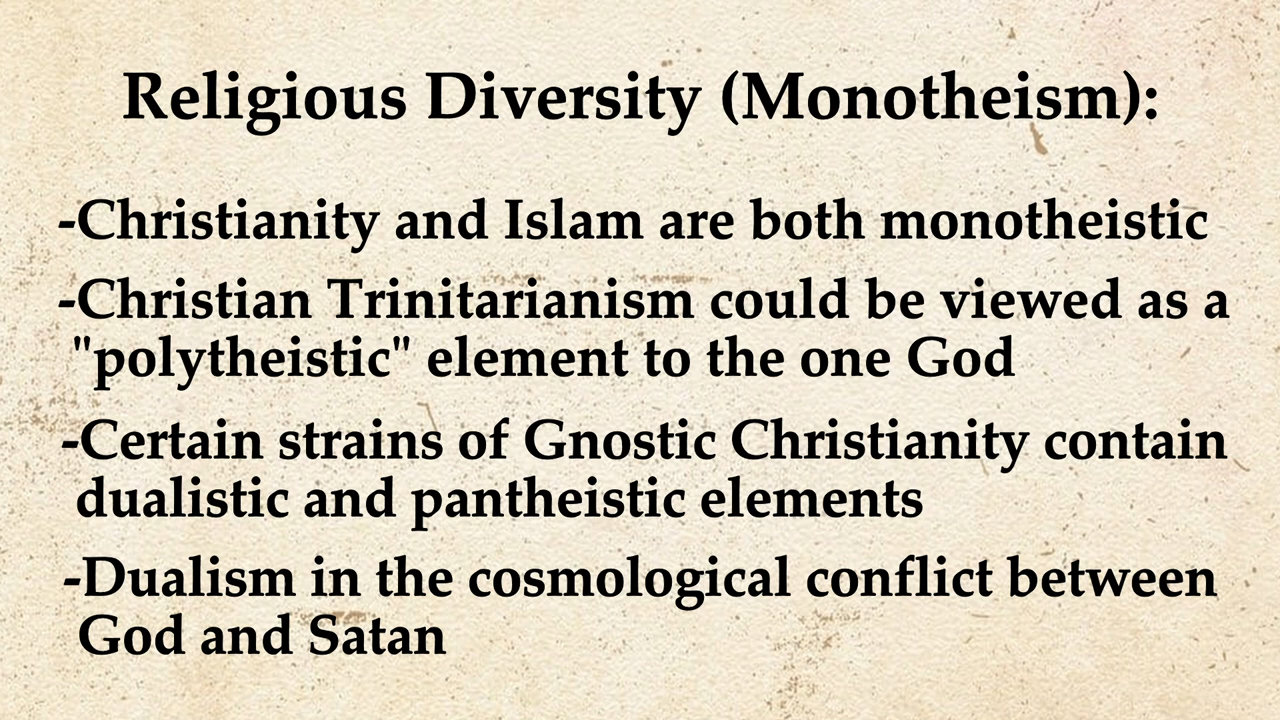 Religious Diversity (Monotheism):
-Christianity and Islam are both monotheistic
-Christian Trinitarianism could be viewed as a
"polytheistic" element to the one God
-Certain strains of Gnostic Christianity contain
dualistic and pantheistic elements
-Dualism in the cosmological conflict between
God and Satan